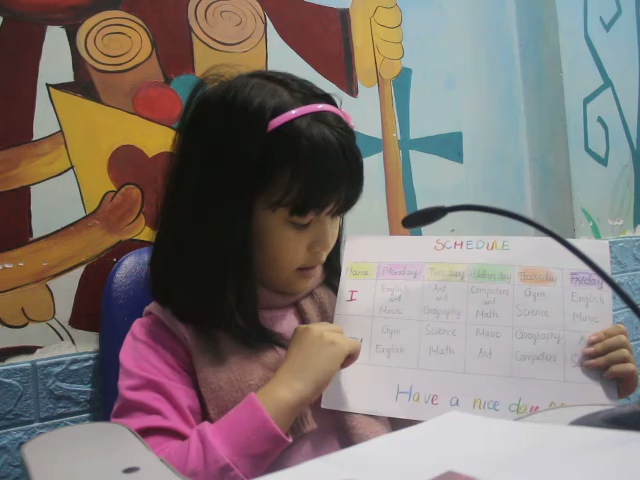 SCHEDULE
Name Monday Tuesday Wednesday Thursday Friday
I English Art Computers Gym English
and and and
Music Geography Math Science Music
Gym Science Music Geography
English Math Art Computers
Have a nice day